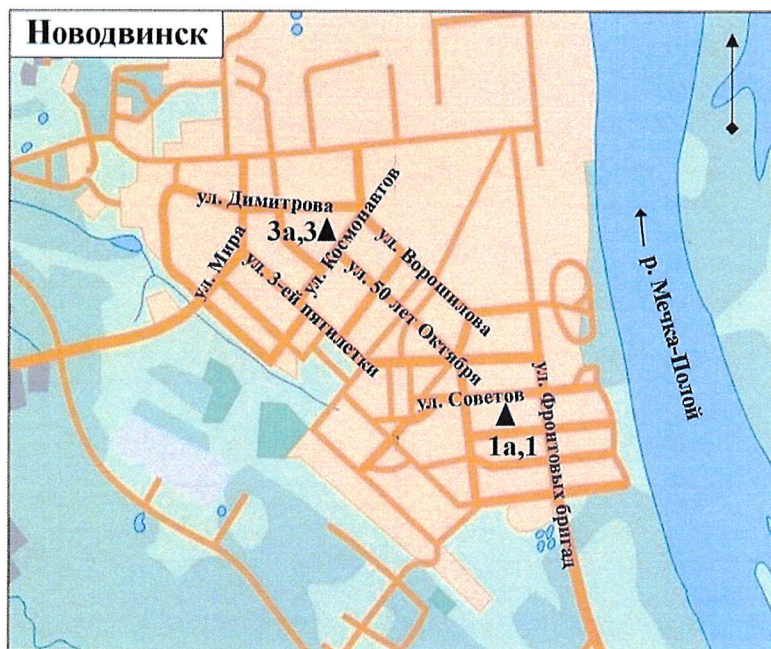 Новодвинск
ул. Димитрова
3а,3
ул. Космонавтов
ул. Ворошилова
ул. Мира
ул. 3-ей пятилетки
ул. 50 лет Октября
р. Мечка-Полой
ул. Советов
1а,1
ул. Фронтовых бригад